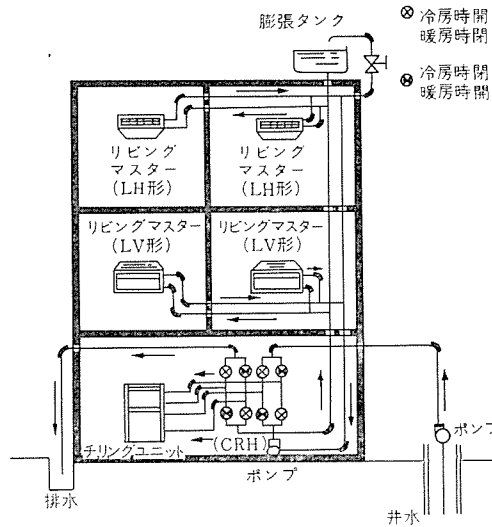 膨張タンク
冷房時開
暖房時閉
冷房時閉
暖房時開
リビング
マスター
(LH形)
リビング
マスター
(LH形)
リビングマスター
(LV形)
リビングマスター
(LV形)
チリングユニット
(CRH)
ポンプ
ポンプ
排水
井水